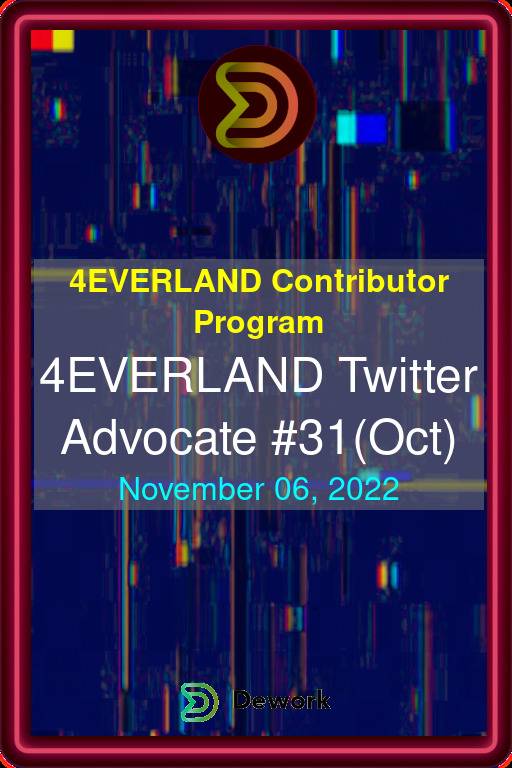 4EVERLAND Contributor
Program
4EVERLAND Twitter
Advocate #31(Oct)
November 06, 2022
Dework